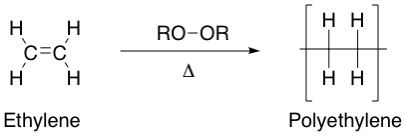 H H
C=C
H H
Ethylene
RO−OR
Δ
H H
H H
Polyethylene